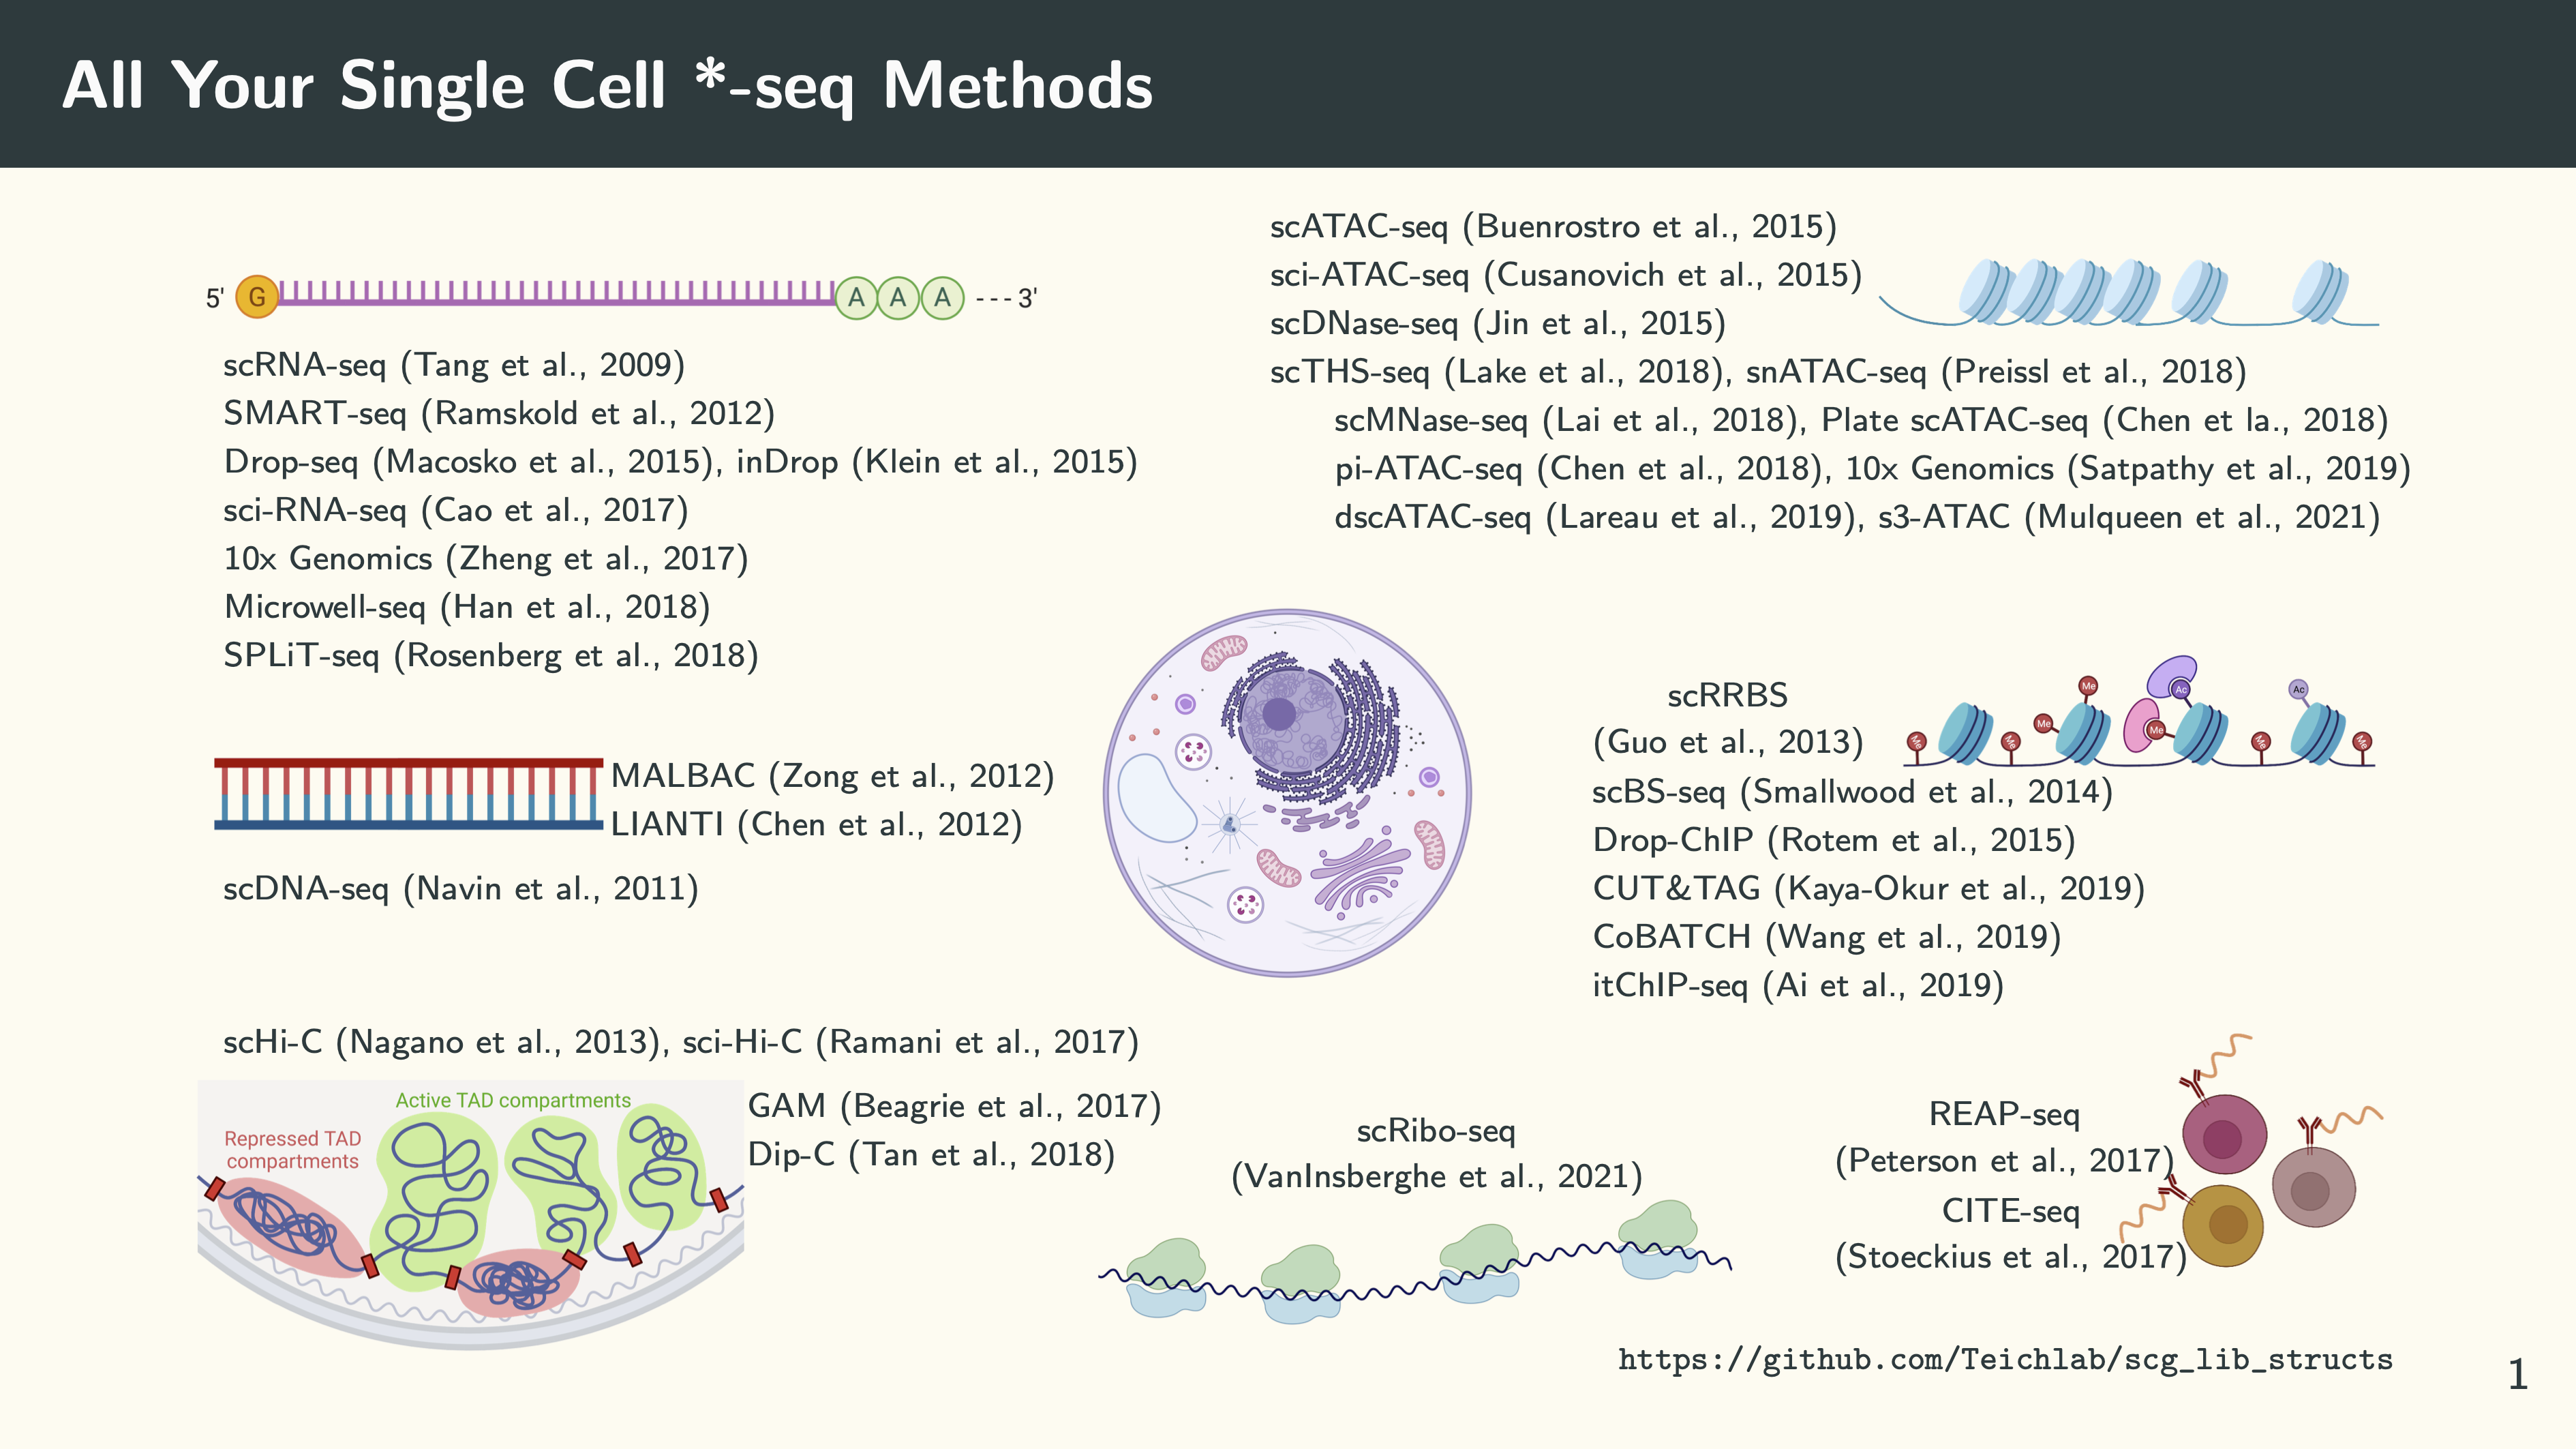 All Your Single Cell *-seq Methods
5' G A A A ---3'
scRNA-seq (Tang et al., 2009)
SMART-seq (Ramskold et al., 2012)
Drop-seq (Macosko et al., 2015), inDrop (Klein et al., 2015)
sci-RNA-seq (Cao et al., 2017)
10x Genomics (Zheng et al., 2017)
Microwell-seq (Han et al., 2018)
SPLiT-seq (Rosenberg et al., 2018)
scATAC-seq (Buenrostro et al., 2015)
sci-ATAC-seq (Cusanovich et al., 2015)
scDNase-seq (Jin et al., 2015)
scTHS-seq (Lake et al., 2018), snATAC-seq (Preissl et al., 2018)
scMNase-seq (Lai et al., 2018), Plate scATAC-seq (Chen et la., 2018)
pi-ATAC-seq (Chen et al., 2018), 10x Genomics (Satpathy et al., 2019)
dscATAC-seq (Lareau et al., 2019), s3-ATAC (Mulqueen et al., 2021)
MALBAC (Zong et al., 2012)
LIANTI (Chen et al., 2012)
scDNA-seq (Navin et al., 2011)
scRRBS
(Guo et al., 2013)
Me Me Me Me Me Ac Me Ac Me
scBS-seq (Smallwood et al., 2014)
Drop-ChIP (Rotem et al., 2015)
CUT&TAG (Kaya-Okur et al., 2019)
CoBATCH (Wang et al., 2019)
itChIP-seq (Ai et al., 2019)
scHi-C (Nagano et al., 2013), sci-Hi-C (Ramani et al., 2017)
Active TAD compartments
Repressed TAD
compartments
GAM (Beagrie et al., 2017)
Dip-C (Tan et al., 2018)
scRibo-seq
(VanInsberghe et al., 2021)
REAP-seq
(Peterson et al., 2017)
CITE-seq
(Stoeckius et al., 2017)
https://github.com/Teichlab/scg_lib_structs
1